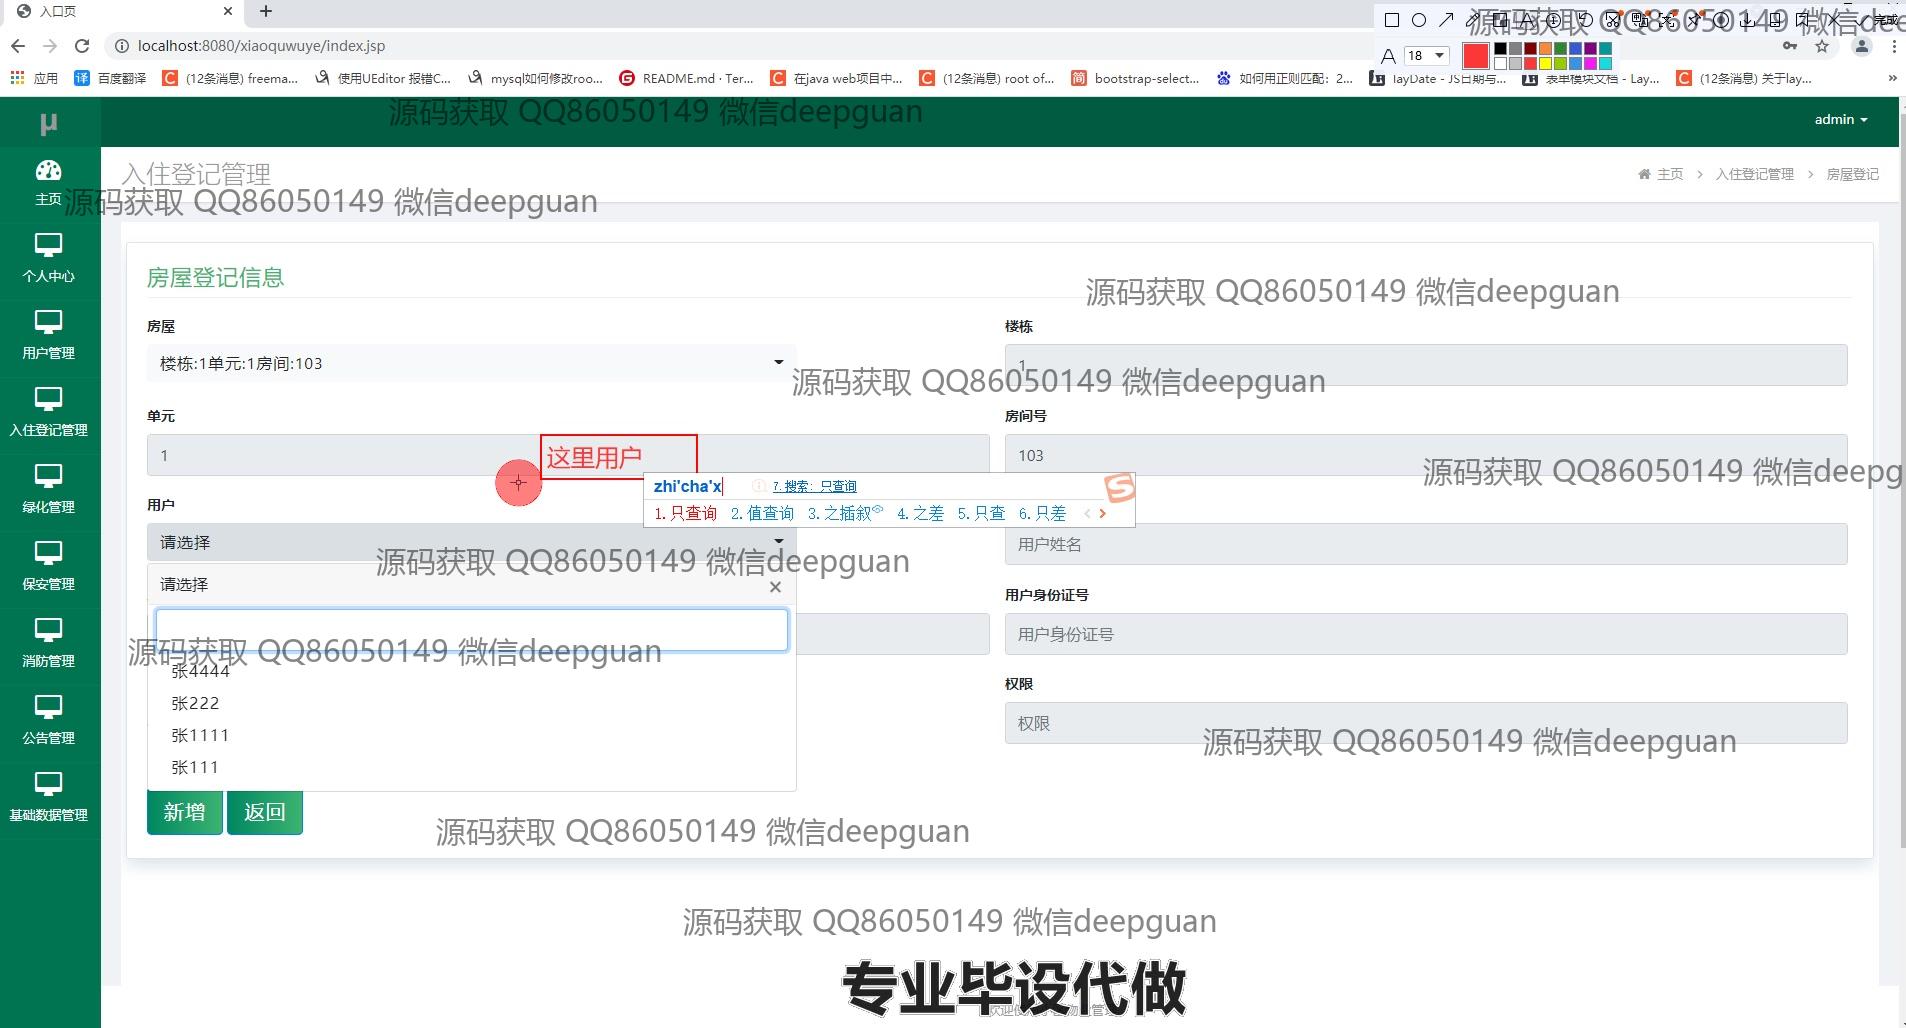 入口页
localhost:8080/xiaoquwuye/index.jsp
完成
18
应用
百度翻译
(12条消息) freema...
使用UEditor 报错C...
mysql如何修改roo...
README.md · Ter...
在java web项目中...
(12条消息) root of...
bootstrap-select...
如何用正则匹配：2...
layDate - JS日期与...
表单模块文档 - Lay...
(12条消息) 关于lay...
源码获取 QQ86050149 微信deepguan
μ
admin
主页
个人中心
用户管理
入住登记管理
绿化管理
保安管理
消防管理
公告管理
基础数据管理
入住登记管理
主页 > 入住登记管理 > 房屋登记
源码获取 QQ86050149 微信deepguan
房屋登记信息
源码获取 QQ86050149 微信deepguan
房屋
楼栋:1单元:1房间:103
楼栋
1
源码获取 QQ86050149 微信deepguan
单元
1
房间号
103
这里用户
源码获取 QQ86050149 微信deepg
zhi'cha'x
7.搜索：只查询
1.只查询 2.值查询 3.之插叙 4.之差 5.只查 6.只差
用户
请选择
用户姓名
源码获取 QQ86050149 微信deepguan
请选择
×
用户身份证号
用户身份证号
源码获取 QQ86050149 微信deepguan
张4444
张222
张1111
张111
权限
权限
源码获取 QQ86050149 微信deepguan
新增
返回
源码获取 QQ86050149 微信deepguan
源码获取 QQ86050149 微信deepguan
专业毕设代做